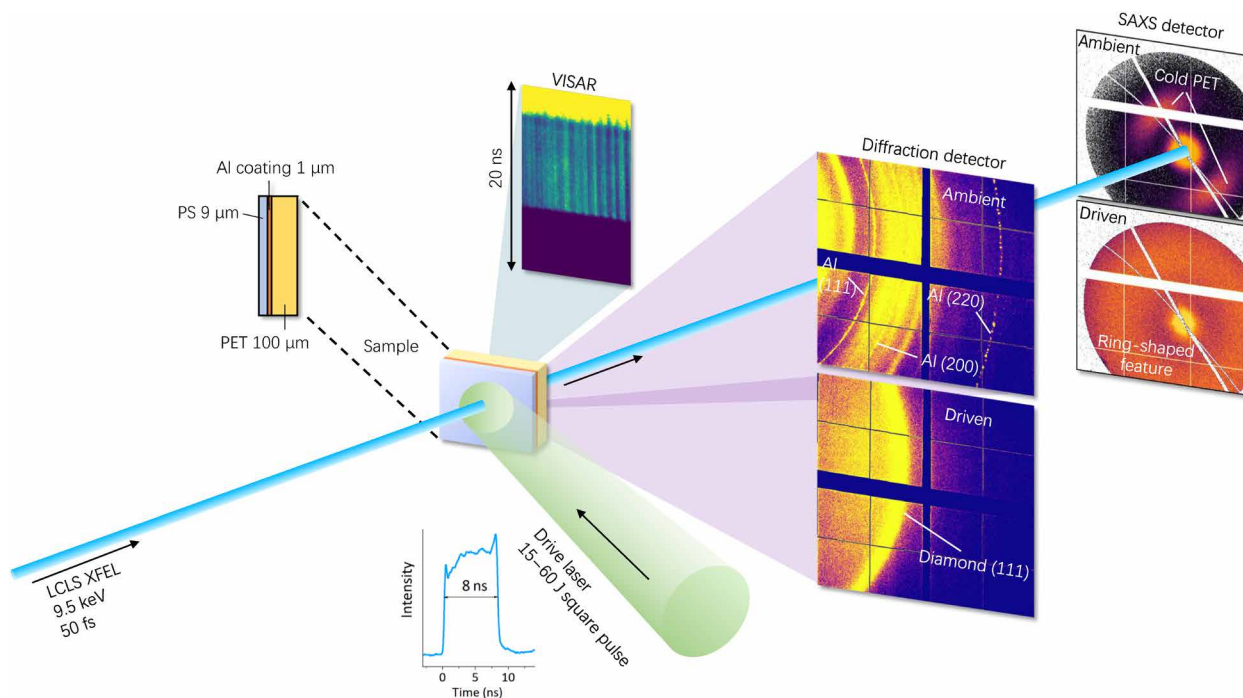 SAXS detector
Ambient
Cold PET
VISAR
20 ns
Diffraction detector
Ambient
Al coating 1 µm
PS 9 µm
Driven
Al
(111)
Al (220)
PET 100 µm
Sample
Al (200)
Ring-shaped
feature
Driven
Diamond (111)
Drive laser
15–60 J square pulse
LCLS XFEL
9.5 keV
50 fs
Intensity
8 ns
0
5
10
Time (ns)